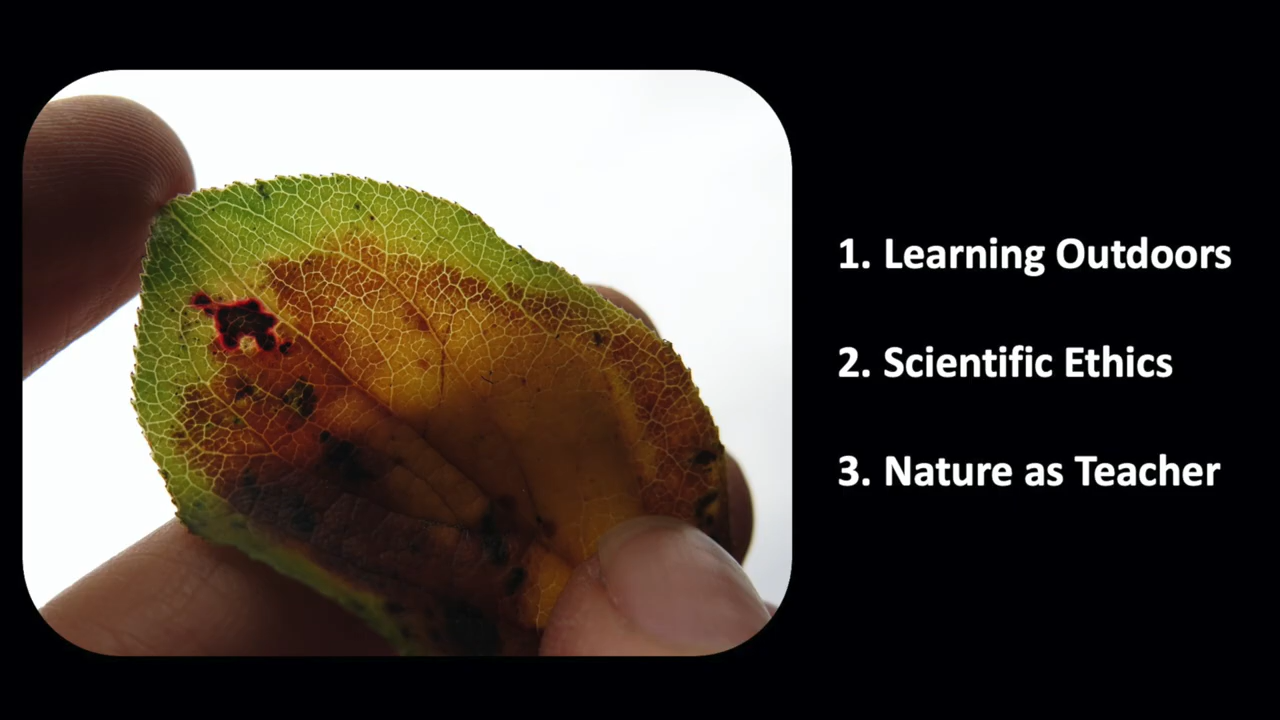 1. Learning Outdoors
2. Scientific Ethics
3. Nature as Teacher